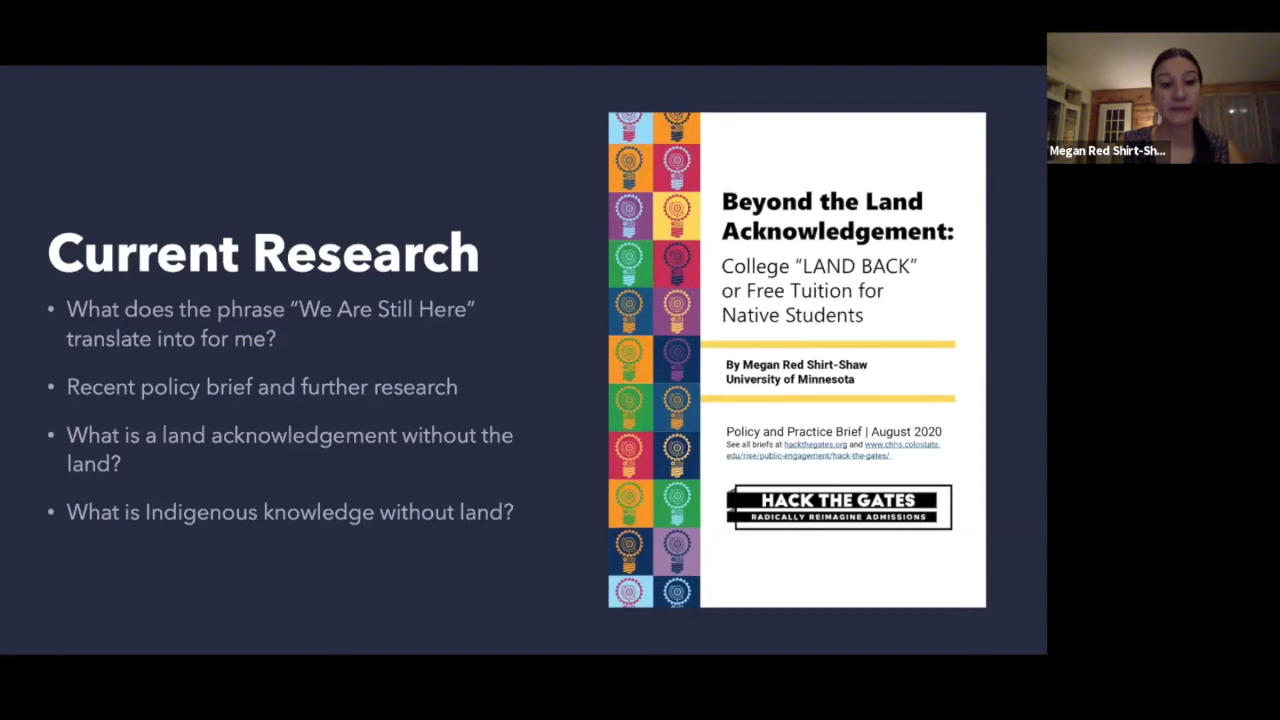 Current Research
• What does the phrase “We Are Still Here”
translate into for me?
• Recent policy brief and further research
• What is a land acknowledgement without the
land?
• What is Indigenous knowledge without land?
Beyond the Land
Acknowledgement:
College “LAND BACK”
or Free Tuition for
Native Students
By Megan Red Shirt-Shaw
University of Minnesota
Policy and Practice Brief | August 2020
See all briefs at hackthegates.org and www.chhs.colostate.
edu/rise/public-engagement/hack-the-gates/
HACK THE GATES
RADICALLY REIMAGINE ADMISSIONS
Megan Red Shirt-Sh...